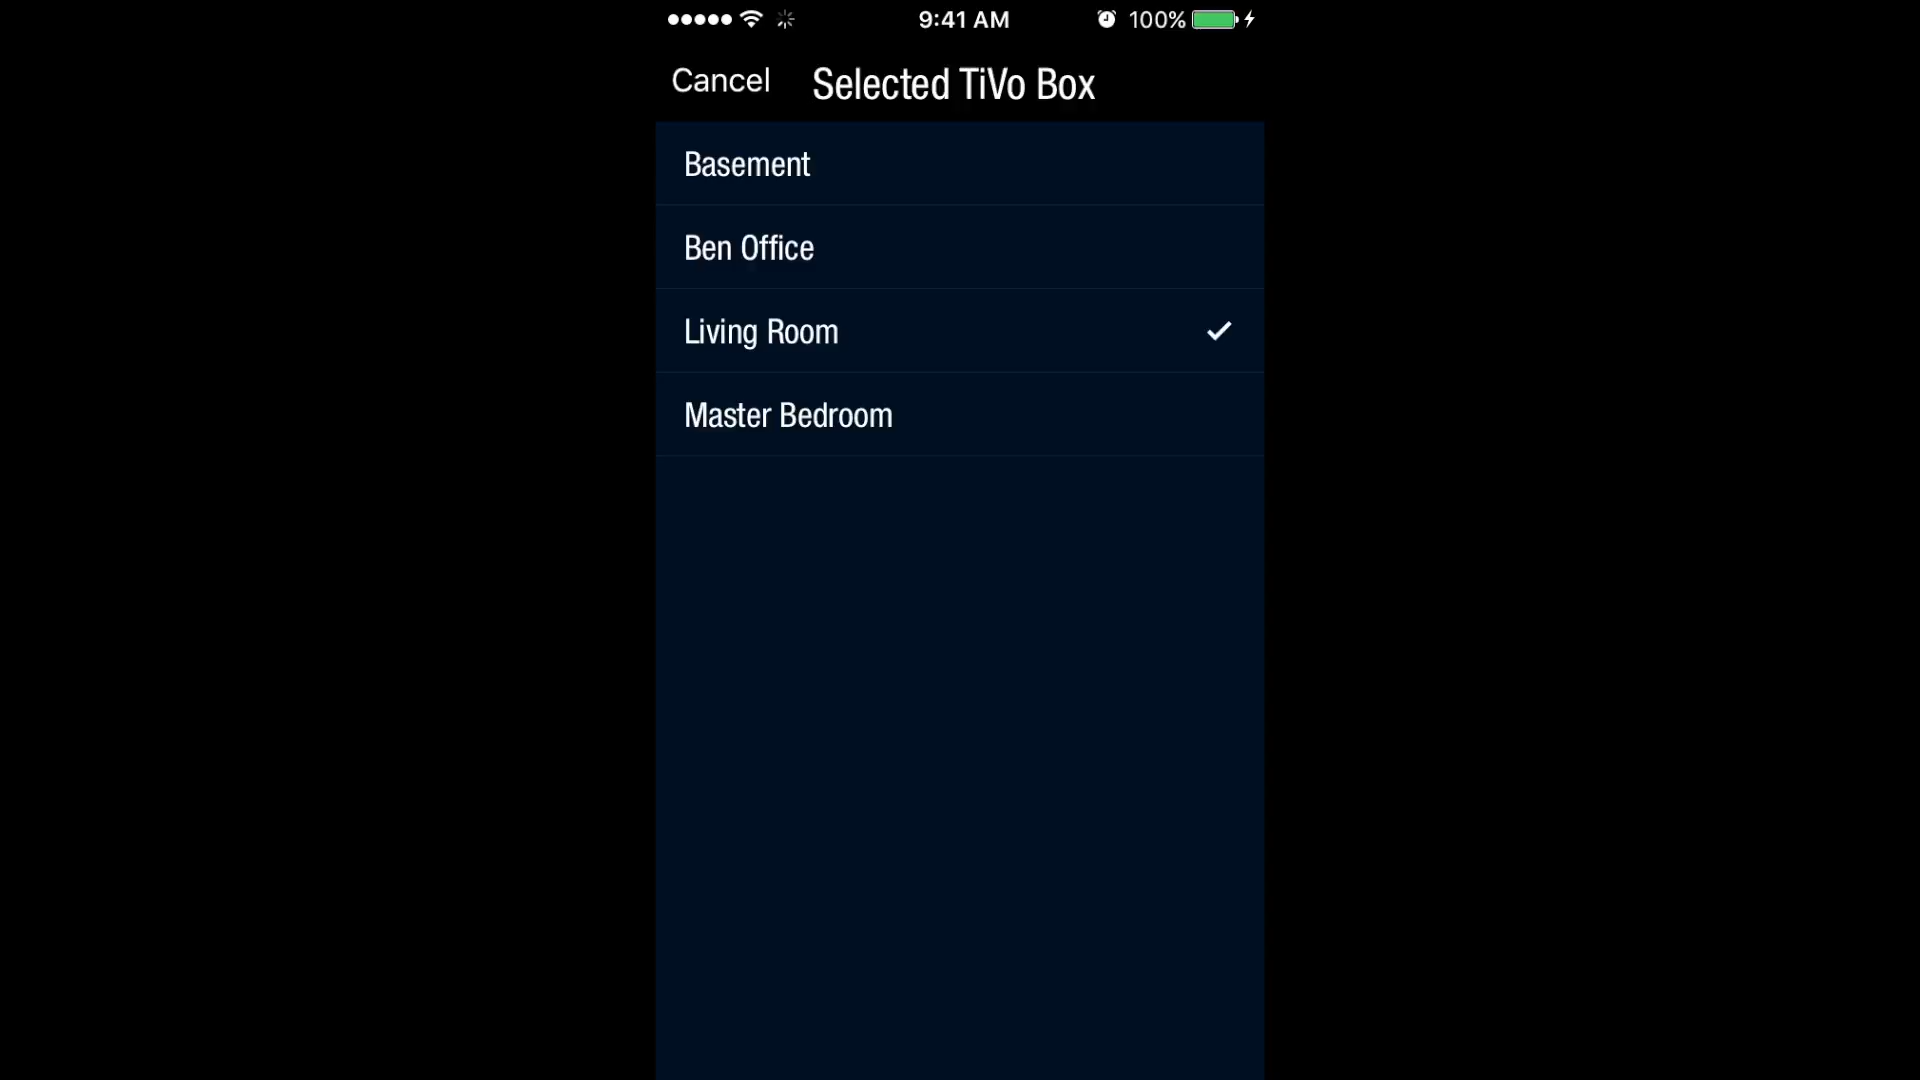 9:41 AM 100%
Cancel Selected TiVo Box
Basement
Ben Office
Living Room
Master Bedroom